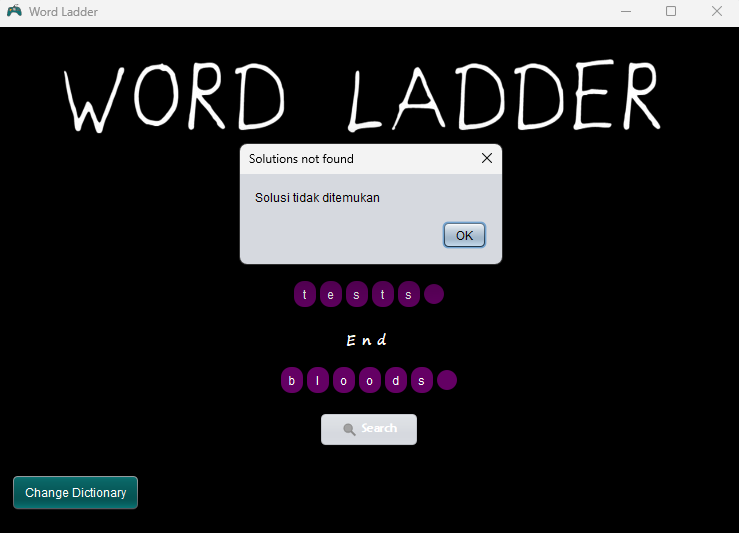 Word Ladder
WORD LADDER
Solutions not found
Solusi tidak ditemukan
OK
t e s t s
End
b l o o d s
Search
Change Dictionary